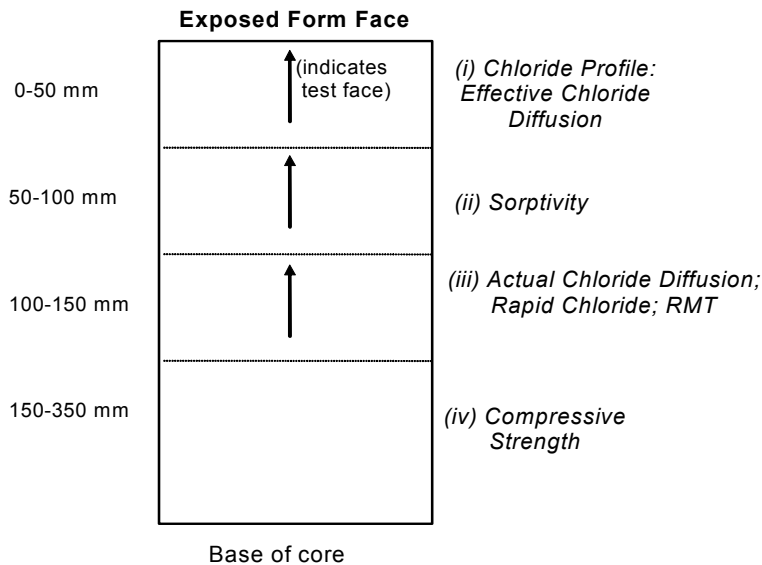 Exposed Form Face
0-50 mm
(indicates
test face)
(i) Chloride Profile:
Effective Chloride
Diffusion
50-100 mm
(ii) Sorptivity
100-150 mm
(iii) Actual Chloride Diffusion;
Rapid Chloride; RMT
150-350 mm
(iv) Compressive
Strength
Base of core